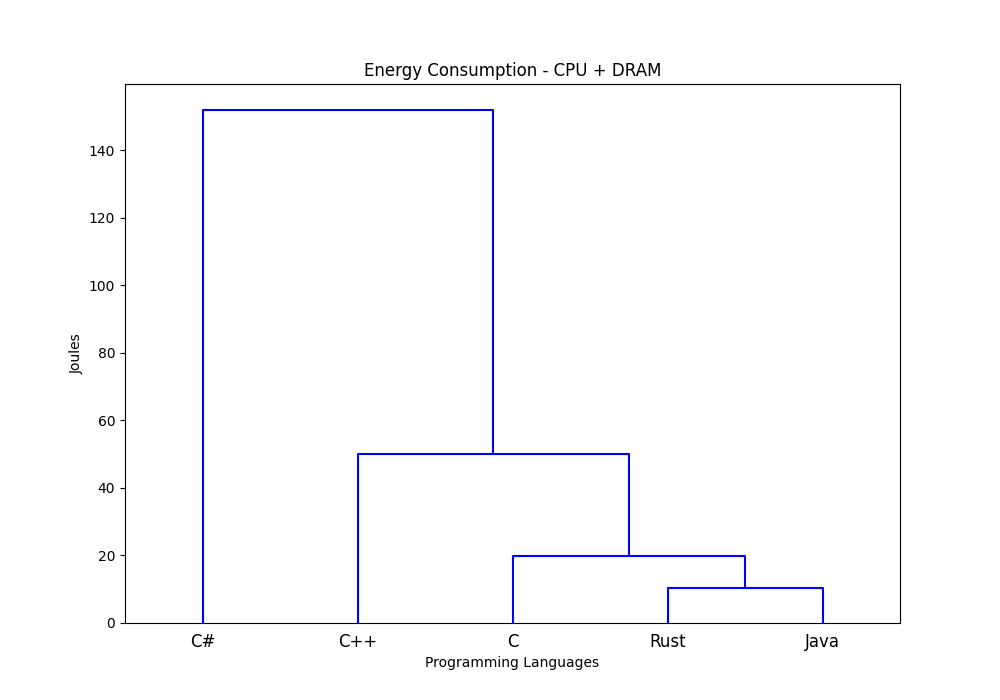 Energy Consumption - CPU + DRAM
140
120
100
80
60
40
20
0
Joules
C# C++ C Rust Java
Programming Languages